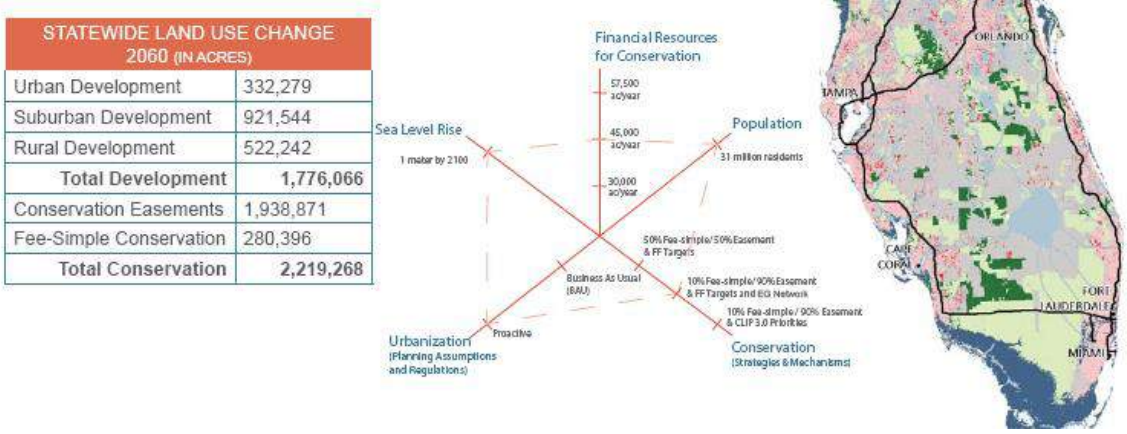 STATEWIDE LAND USE CHANGE
2060 (IN ACRES)
Urban Development 332,279
Suburban Development 921,544
Rural Development 522,242
Total Development 1,776,066
Conservation Easements 1,938,871
Fee-Simple Conservation 280,396
Total Conservation 2,219,268
Financial Resources
for Conservation
57,500
ac/year
45,000
ac/year
30,000
ac/year
Sea Level Rise
1 meter by 2100
Population
31 million residents
50% Fee-simple/50% Easement
& FF Targets
Business As Usual
(BAU)
10% Fee-simple/90% Easement
& FF Targets and EG Network
10% Fee-simple / 90% Easement
& CLIP 3.0 Priorities
Proactive
Urbanization
(Planning Assumptions
and Regulations)
Conservation
(Strategies & Mechanisms)
ORLANDO
TAMPA
CAPE
CORAL
FORT
LAUDERDALE
MIAMI